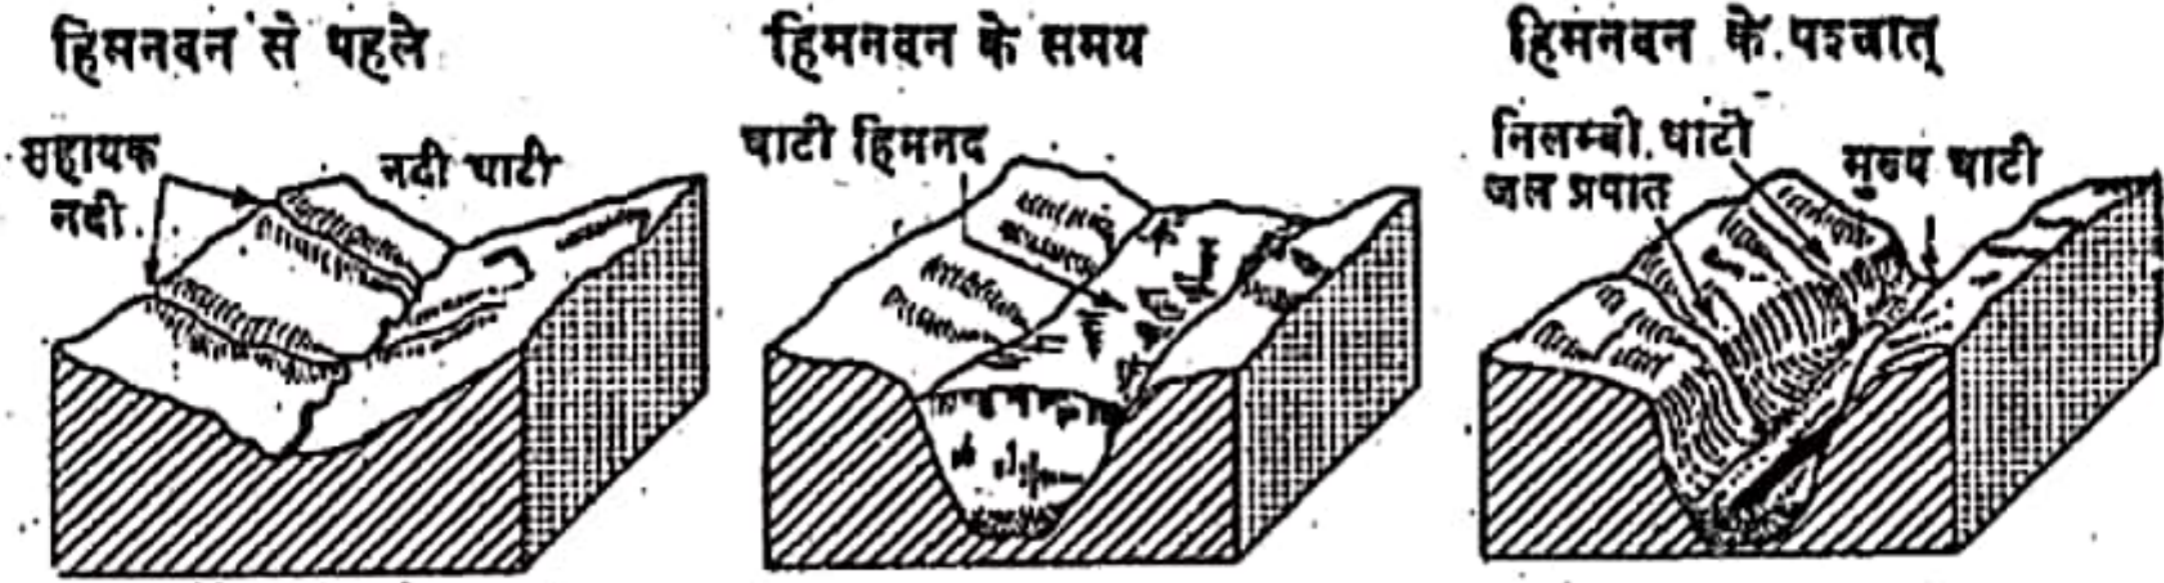 हिमनवन से पहले
सहायक
नदी
नदी घाटी
हिमनवन के समय
घाटी हिमनद
हिमनवन के पश्चात्
निलम्बी घाटी
जल प्रपात
मुख्य घाटी